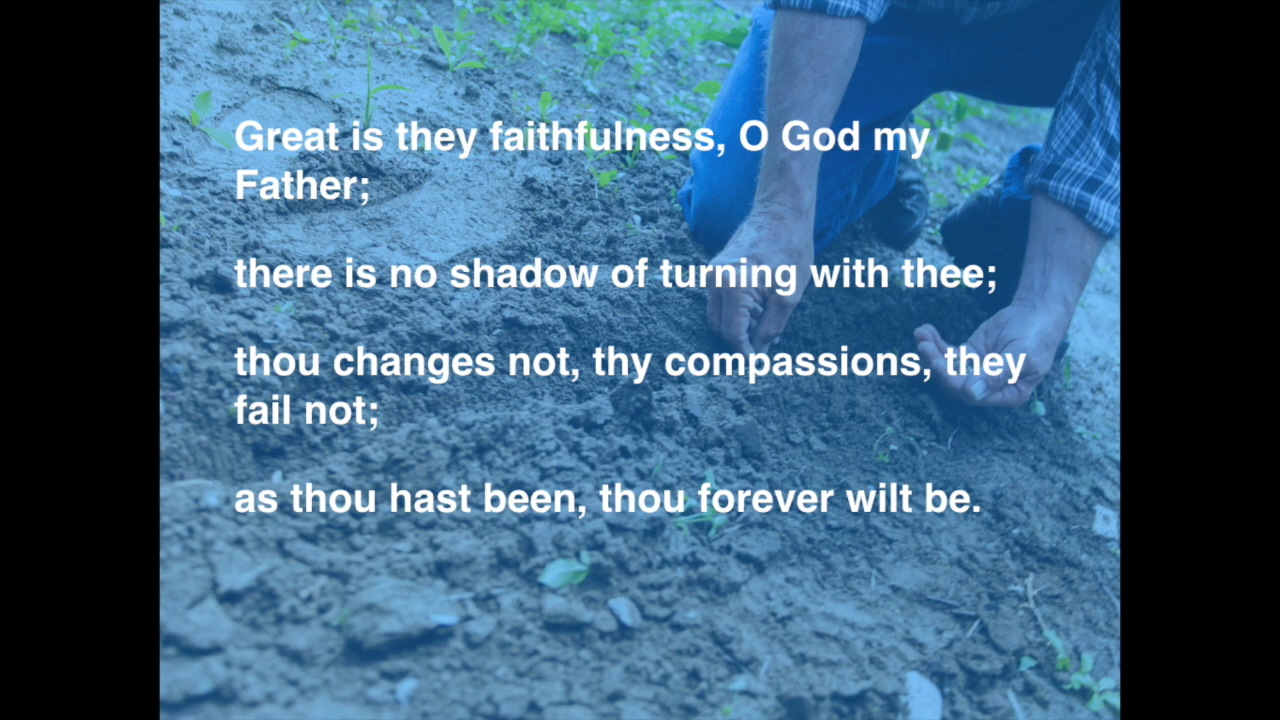 Great is they faithfulness, O God my
Father;
there is no shadow of turning with thee;
thou changes not, thy compassions, they
fail not;
as thou hast been, thou forever wilt be.